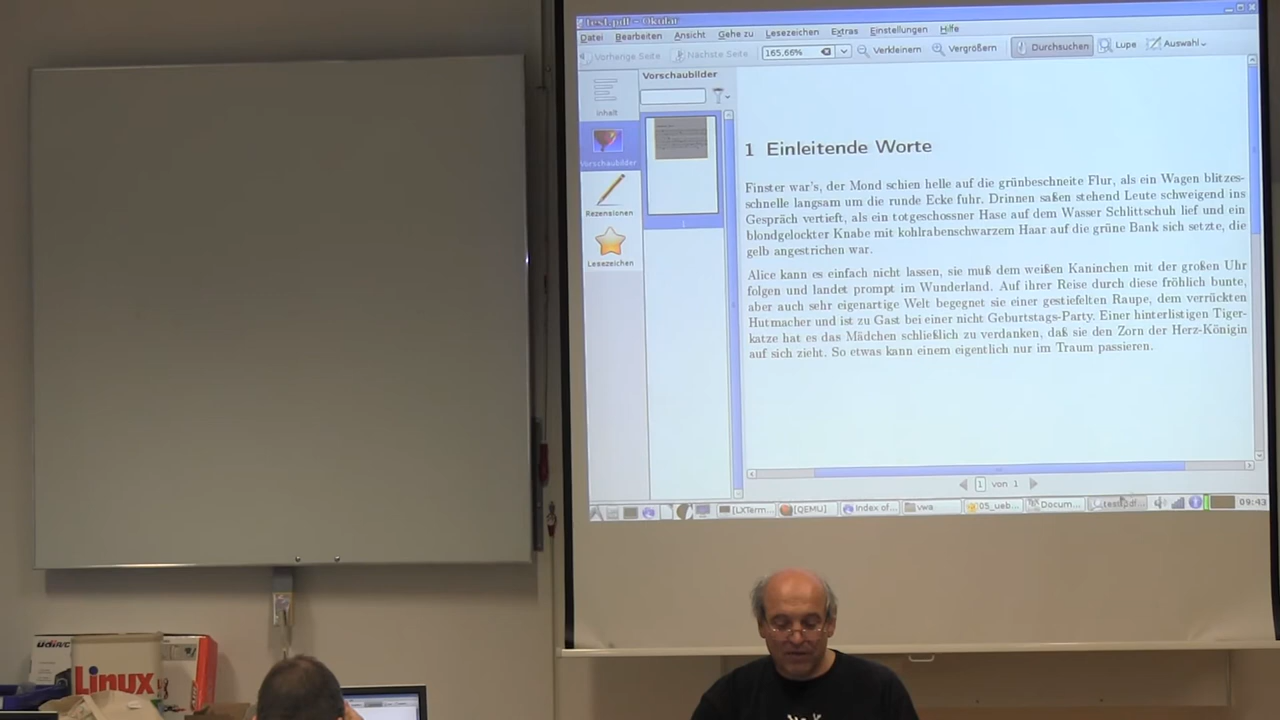 test.pdf - Okular
Datei Bearbeiten Ansicht Gehe zu Lesezeichen Extras Einstellungen Hilfe
Vorherige Seite Nächste Seite 165,66% Verkleinern Vergrößern Durchsuchen Lupe Auswahl
Vorschaubilder
Inhalt
Vorschaubilder
Rezensionen
Lesezeichen
1
1 Einleitende Worte
Finster war's, der Mond schien helle auf die grünbeschneite Flur, als ein Wagen blitzes-
schnelle langsam um die runde Ecke fuhr. Drinnen saßen stehend Leute schweigend ins
Gespräch vertieft, als ein totgeschossner Hase auf dem Wasser Schlittschuh lief und ein
blondgelockter Knabe mit kohlrabenschwarzem Haar auf die grüne Bank sich setzte, die
gelb angestrichen war.
Alice kann es einfach nicht lassen, sie muß dem weißen Kaninchen mit der großen Uhr
folgen und landet prompt im Wunderland. Auf ihrer Reise durch diese fröhlich bunte,
aber auch sehr eigenartige Welt begegnet sie einer gestiefelten Raupe, dem verrückten
Hutmacher und ist zu Gast bei einer nicht Geburtstags-Party. Einer hinterlistigen Tiger-
katze hat es das Mädchen schließlich zu verdanken, daß sie den Zorn der Herz-Königin
auf sich zieht. So etwas kann einem eigentlich nur im Traum passieren.
1 von 1
[LXTerm... [QEMU] Index of... vwa 05_ueb... Docum... test.pdf... 09:43
Linux